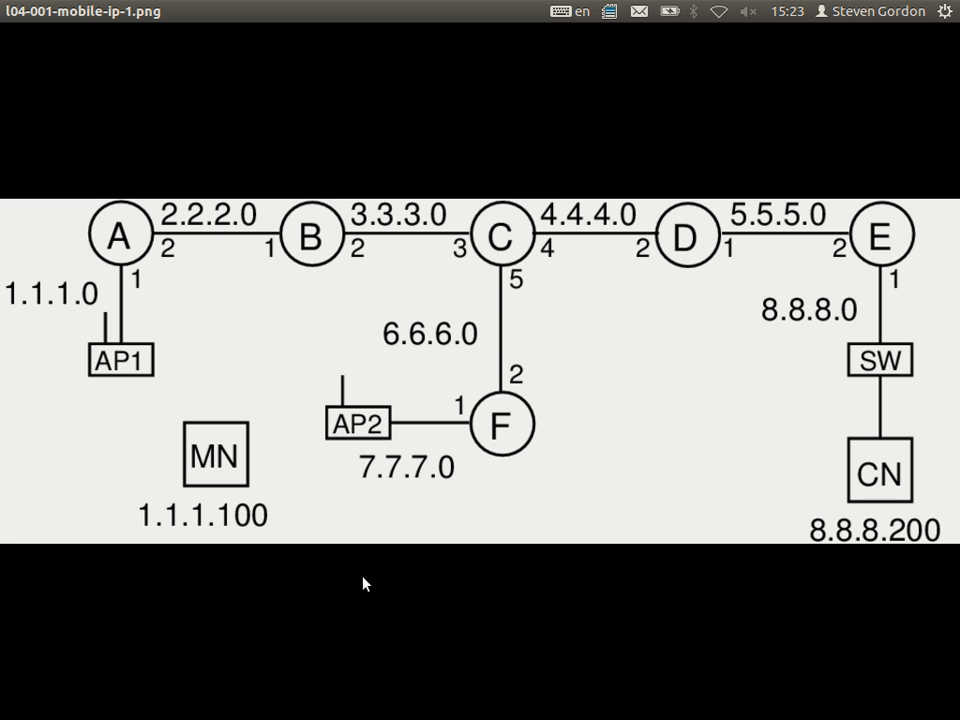 l04-001-mobile-ip-1.png en 15:23 Steven Gordon
A 2.2.2.0 B 3.3.3.0 C 4.4.4.0 D 5.5.5.0 E
2 1 2 3 4 2 1 2
1 5 1
1.1.1.0 8.8.8.0
6.6.6.0
AP1 SW
2
1
AP2 F
MN 7.7.7.0 CN
1.1.1.100 8.8.8.200